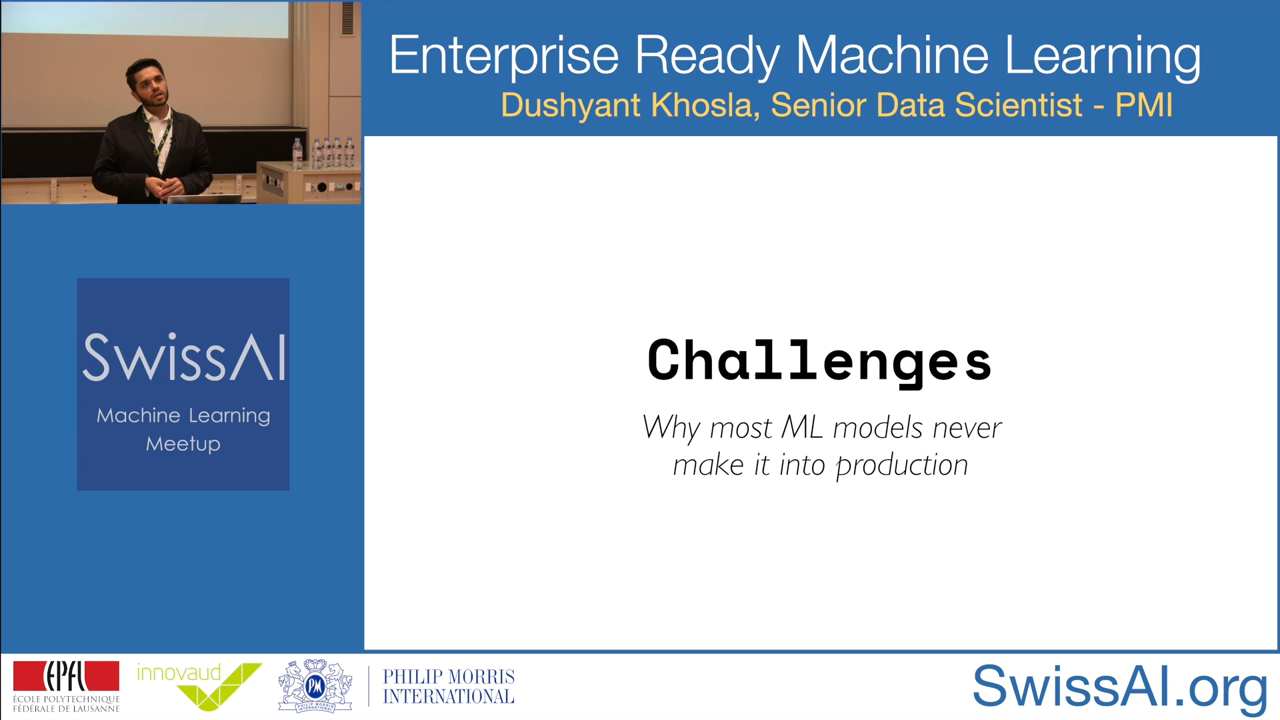 Enterprise Ready Machine Learning
Dushyant Khosla, Senior Data Scientist - PMI
SwissAI
Machine Learning
Meetup
Challenges
Why most ML models never
make it into production
EPFL
ÉCOLE POLYTECHNIQUE
FÉDÉRALE DE LAUSANNE
innovaud
PM
PHILIP MORRIS
INTERNATIONAL
SwissAI.org